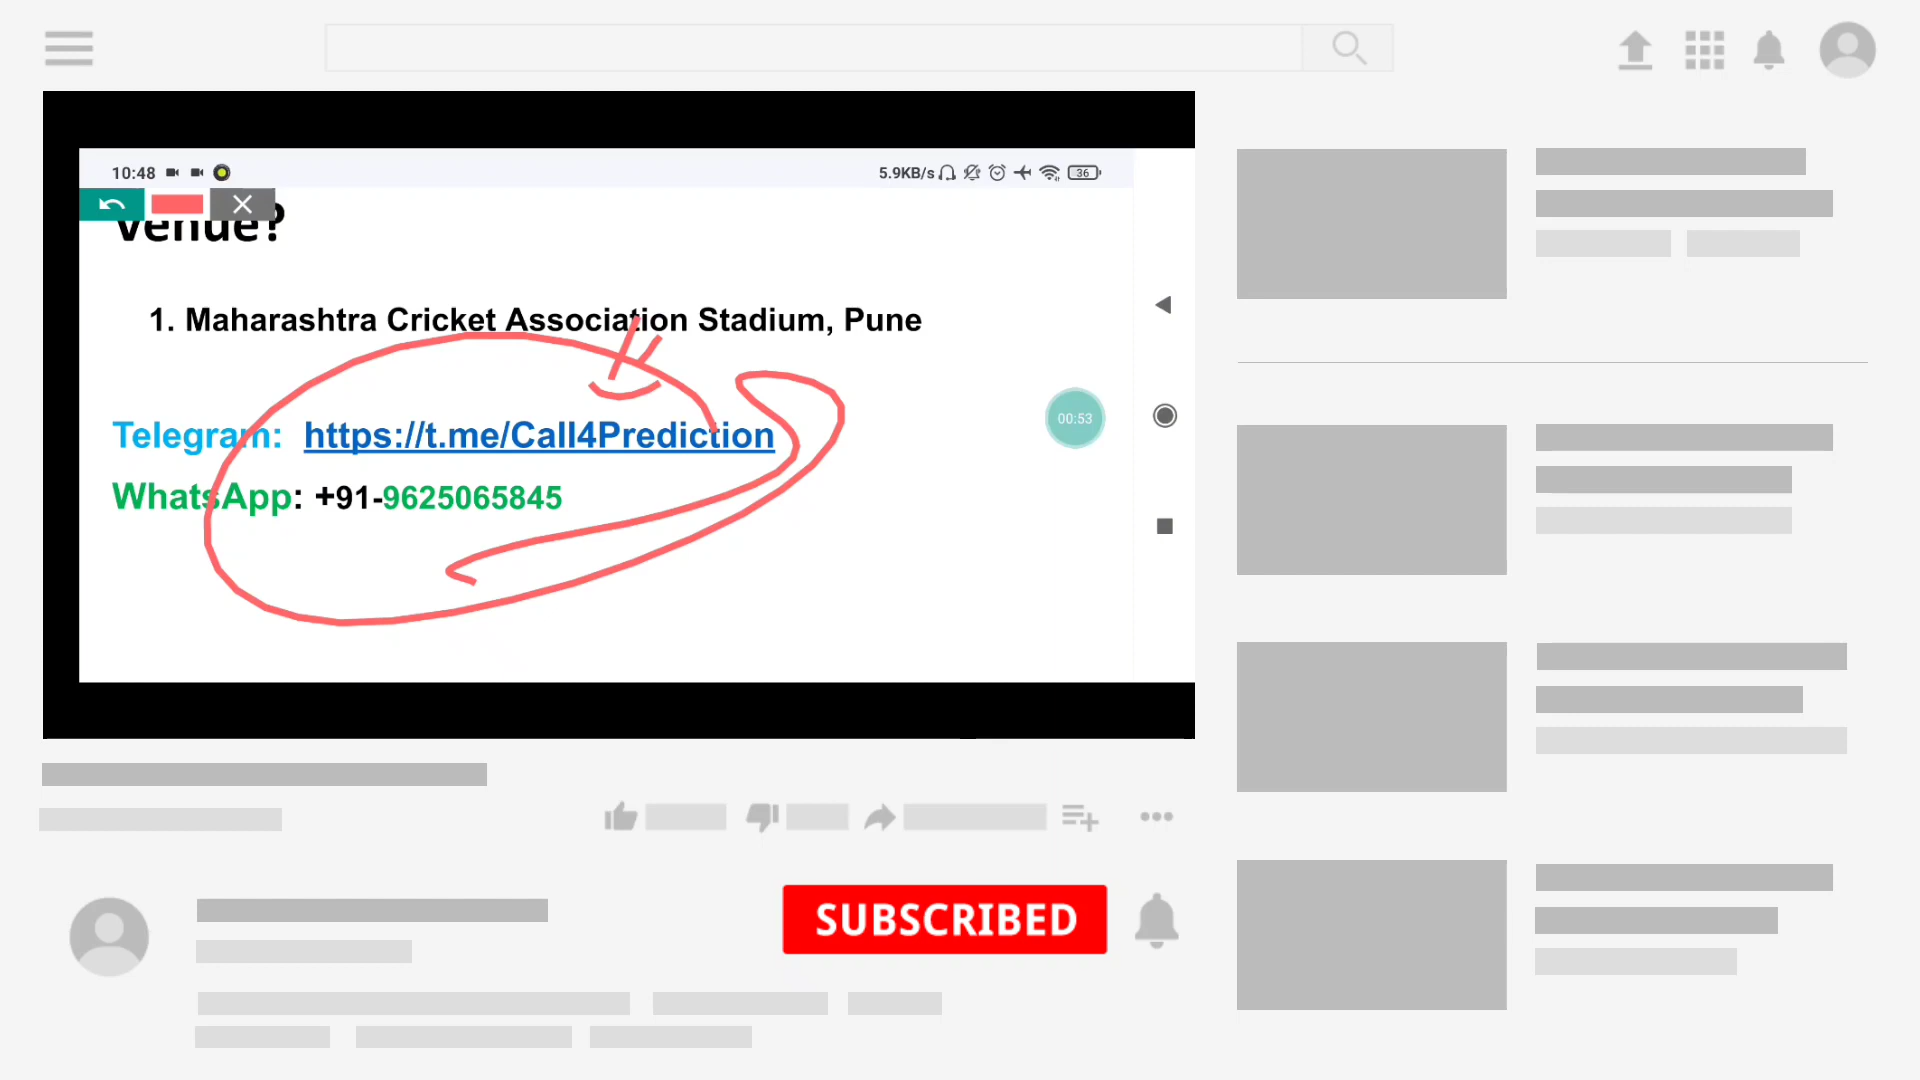 10:48 5.9KB/s 36
Venue?
1. Maharashtra Cricket Association Stadium, Pune
00:53
Telegram: https://t.me/Call4Prediction
WhatsApp: +91-9625065845
SUBSCRIBED